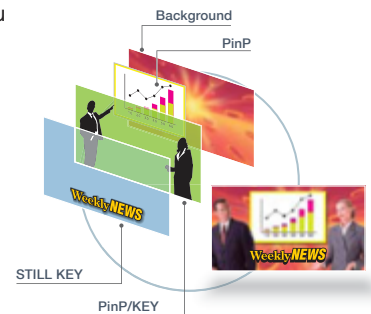 u
Background
PinP
Weekly NEWS
Weekly NEWS
STILL KEY
PinP/KEY